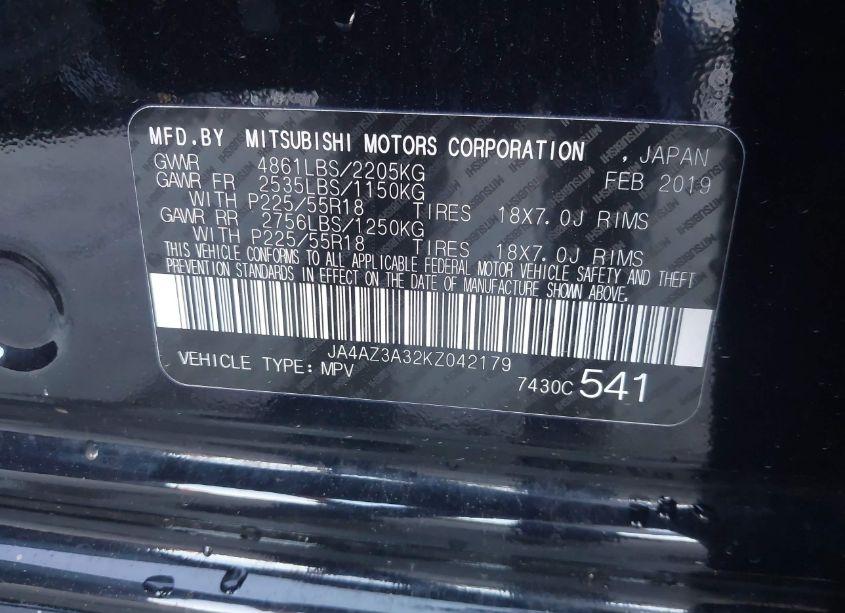 MFD.BY MITSUBISHI MOTORS CORPORATION , JAPAN
GVWR 4861LBS/2205KG FEB 2019
GAWR FR 2535LBS/1150KG
WITH P225/55R18 TIRES 18X7.0J RIMS
GAWR RR 2756LBS/1250KG
WITH P225/55R18 TIRES 18X7.0J RIMS
THIS VEHICLE CONFORMS TO ALL APPLICABLE FEDERAL MOTOR VEHICLE SAFETY AND THEFT
PREVENTION STANDARDS IN EFFECT ON THE DATE OF MANUFACTURE SHOWN ABOVE.
JA4AZ3A32KZ042179
VEHICLE TYPE:MPV 7430C 541